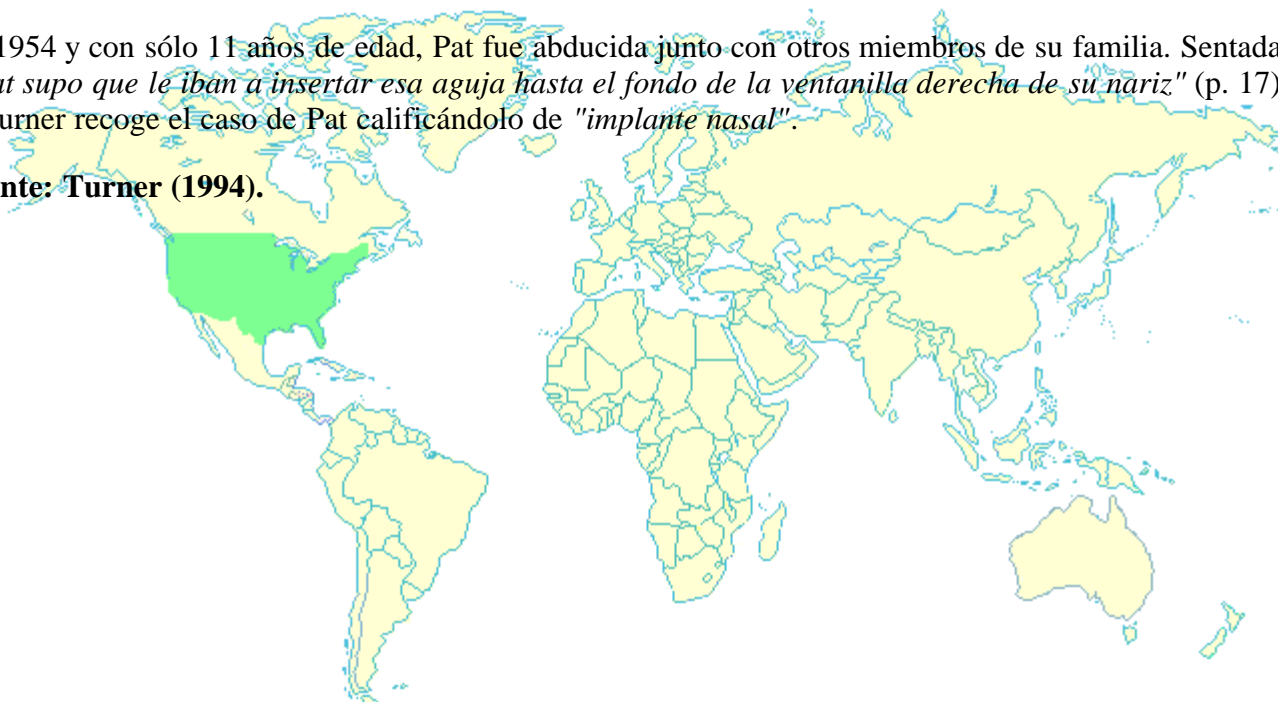 1954 y con sólo 11 años de edad, Pat fue abducida junto con otros miembros de su familia. Sentada
at supo que le iban a insertar esa aguja hasta el fondo de la ventanilla derecha de su nariz" (p. 17)
urner recoge el caso de Pat calificándolo de "implante nasal".
nte: Turner (1994).